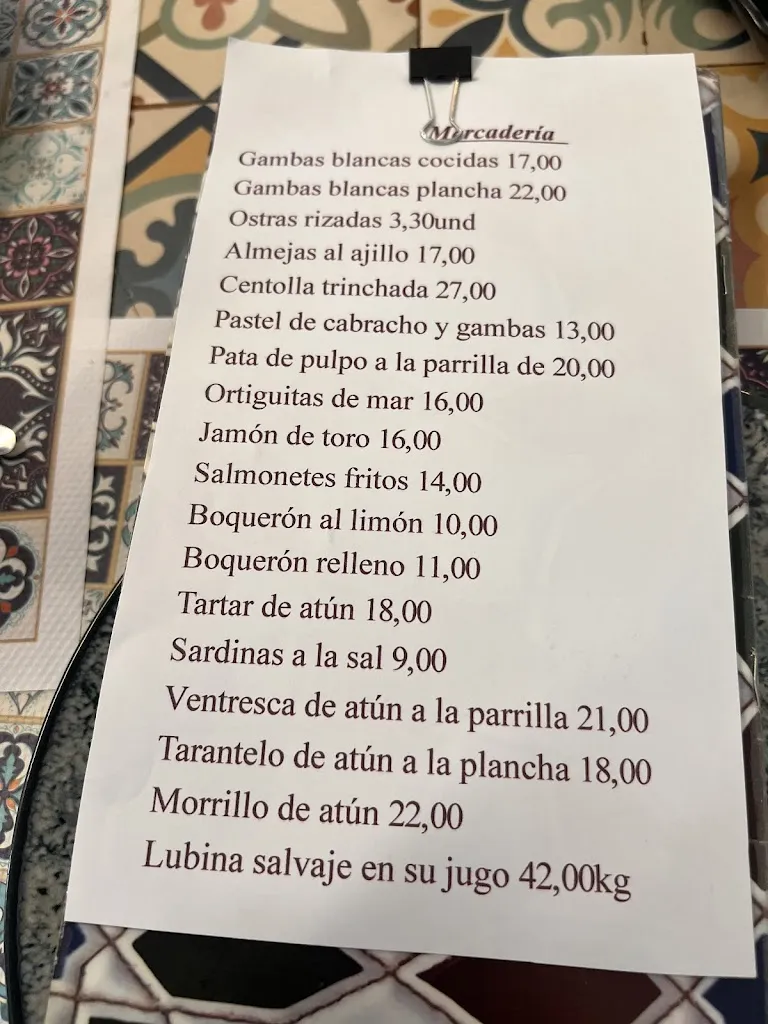 Mercadería
Gambas blancas cocidas 17,00
Gambas blancas plancha 22,00
Ostras rizadas 3,30und
Almejas al ajillo 17,00
Centolla trinchada 27,00
Pastel de cabracho y gambas 13,00
Pata de pulpo a la parrilla de 20,00
Ortiguitas de mar 16,00
Jamón de toro 16,00
Salmonetes fritos 14,00
Boquerón al limón 10,00
Boquerón relleno 11,00
Tartar de atún 18,00
Sardinas a la sal 9,00
Ventresca de atún a la parrilla 21,00
Tarantelo de atún a la plancha 18,00
Morrillo de atún 22,00
Lubina salvaje en su jugo 42,00kg